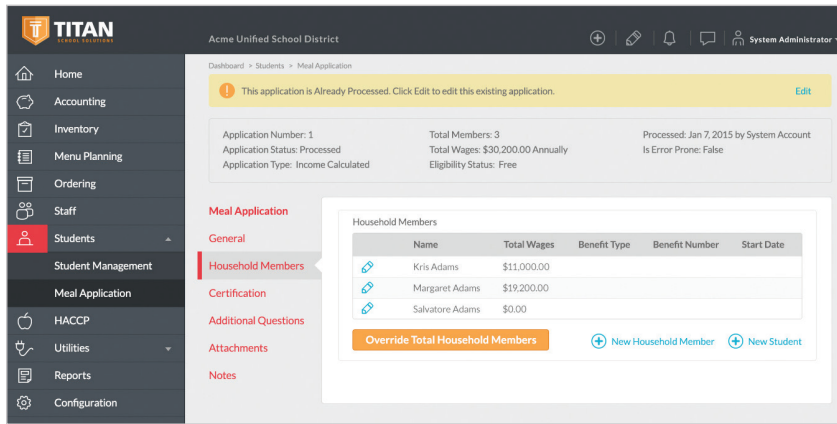 TITAN
SCHOOL SOLUTIONS
Acme Unified School District
System Administrator
Home
Accounting
Inventory
Menu Planning
Ordering
Staff
Students
Student Management
Meal Application
HACCP
Utilities
Reports
Configuration
Dashboard > Students > Meal Application
This application is Already Processed. Click Edit to edit this existing application. Edit
Application Number: 1 Total Members: 3 Processed: Jan 7, 2015 by System Account
Application Status: Processed Total Wages: $30,200.00 Annually Is Error Prone: False
Application Type: Income Calculated Eligibility Status: Free
Meal Application
General
Household Members
Certification
Additional Questions
Attachments
Notes
Household Members
Name Total Wages Benefit Type Benefit Number Start Date
Kris Adams $11,000.00
Margaret Adams $19,200.00
Salvatore Adams $0.00
Override Total Household Members New Household Member New Student